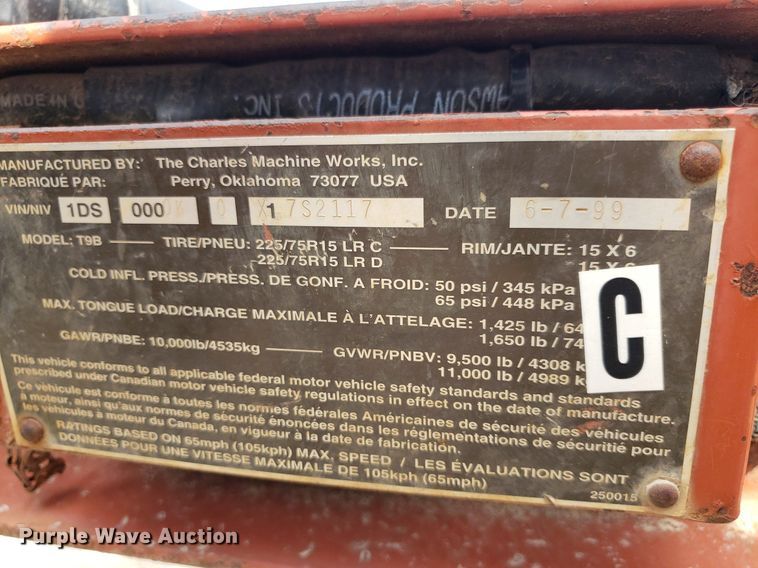 MADE IN
AWSON PRODUCTS INC.
MANUFACTURED BY: The Charles Machine Works, Inc.
FABRIQUÉ PAR: Perry, Oklahoma 73077 USA
VIN/NIV 1DS 000 0 X 1 7S2117 DATE 6-7-99
MODEL: T9B TIRE/PNEU: 225/75R15 LR C RIM/JANTE: 15 X 6
225/75R15 LR D 15 X 6
COLD INFL. PRESS./PRESS. DE GONF. A FROID: 50 psi / 345 kPa
65 psi / 448 kPa
MAX. TONGUE LOAD/CHARGE MAXIMALE À L'ATTELAGE: 1,425 lb / 64
1,650 lb / 74
GAWR/PNBE: 10,000lb/4535kg GVWR/PNBV: 9,500 lb / 4308 k
11,000 lb / 4989 k
C
This vehicle conforms to all applicable federal motor vehicle safety standards and standards
prescribed under Canadian motor vehicle safety regulations in effect on the date of manufacture.
Ce véhicule est conforme à toutes les normes fédérales Américaines de sécurité des véhicules
à moteur, ainsi qu'aux normes de sécurité énoncées dans les réglementations de sécuritié pour
les véhicules à moteur du Canada, en vigueur à la date de fabrication.
RATINGS BASED ON 65mph (105kph) MAX. SPEED / LES ÉVALUATIONS SONT
DONNÉES POUR UNE VITESSE MAXIMALE DE 105kph (65mph)
250015
Purple Wave Auction